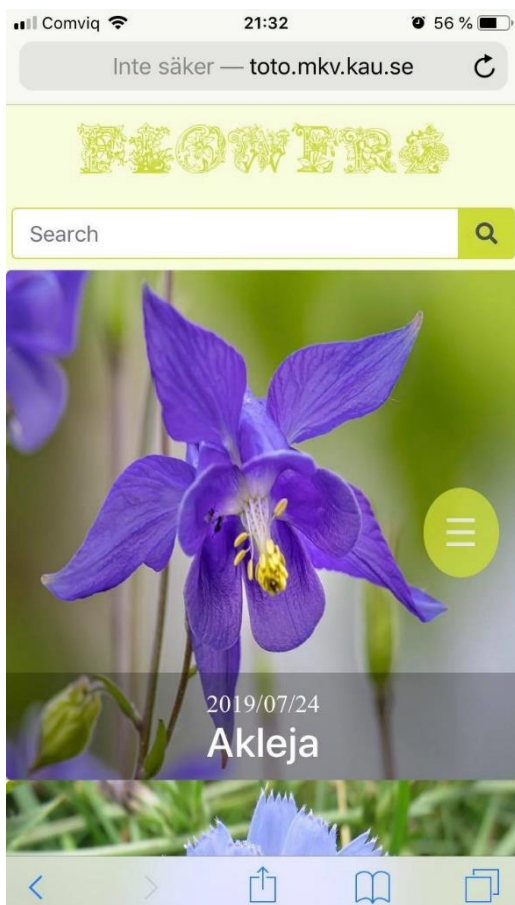 Comviq 21:32 56 %
Inte säker — toto.mkv.kau.se
FLOWERS
Search
2019/07/24
Akleja